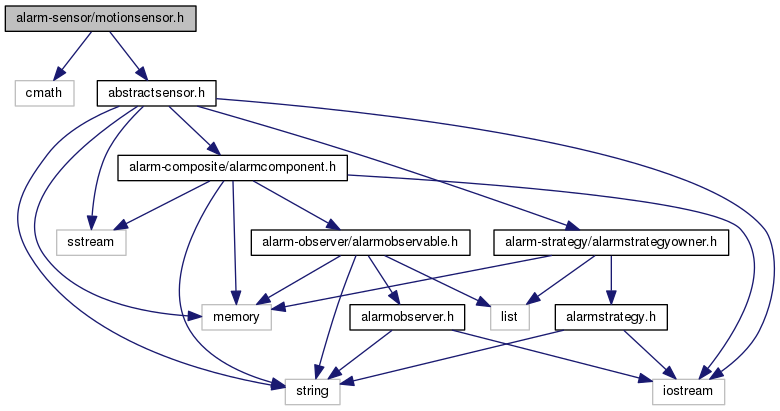 alarm-sensor/motionsensor.h
cmath
abstractsensor.h
alarm-composite/alarmcomponent.h
sstream
alarm-observer/alarmobservable.h
alarm-strategy/alarmstrategyowner.h
memory
alarmobserver.h
list
alarmstrategy.h
string
iostream